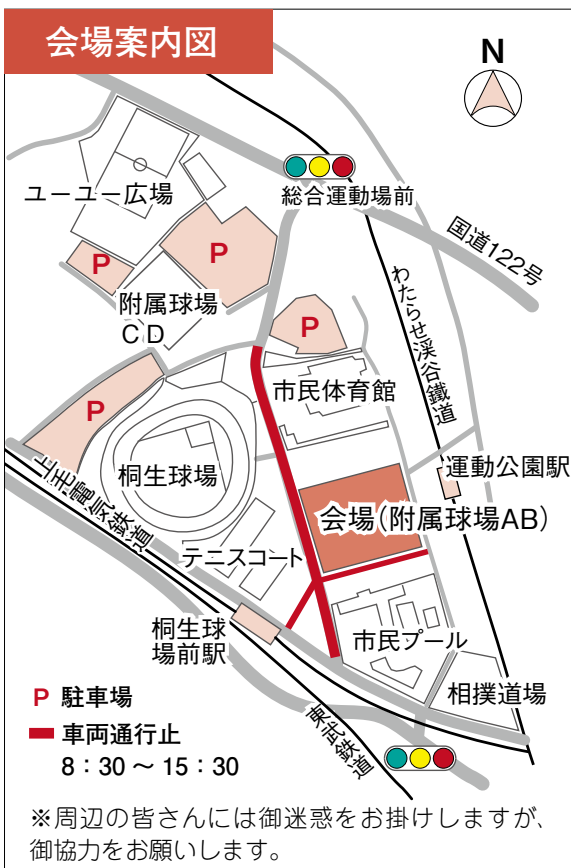 会場案内図
N
ユーユー広場
総合運動場前
国道122号
P
P
附属球場
CD
P
わたらせ渓谷鐵道
市民体育館
P
桐生球場
運動公園駅
上毛電気鉄道
会場(附属球場AB)
テニスコート
桐生球
場前駅
市民プール
相撲道場
東武鉄道
P 駐車場
車両通行止
8:30～15:30
※周辺の皆さんには御迷惑をお掛けしますが、
御協力をお願いします。